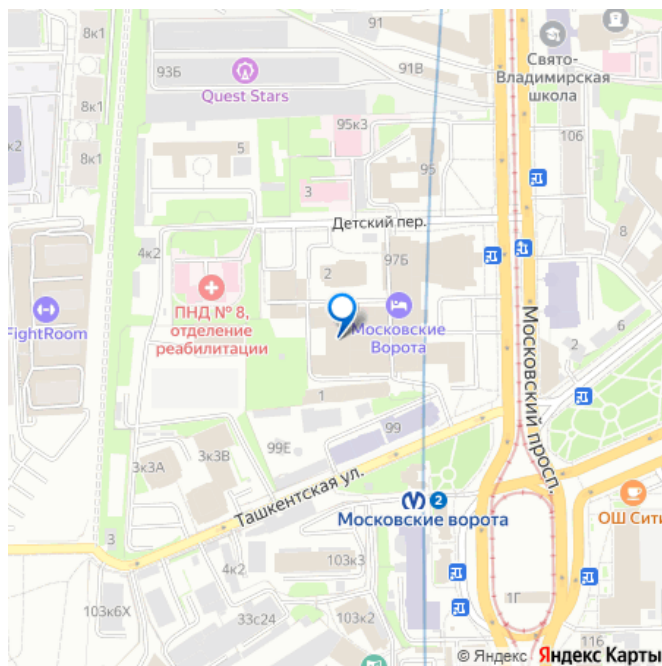 8к1
93Б
Quest Stars
91В
Свято-
Владимирская
школа
106
к2
8к1
8к1
5
95к3
95
3
Детский пер.
8
4к2
2
97Б
ПНД № 8,
отделение
реабилитации
FightRoom
Московские
Ворота
Московский просп.
6
2
1
99
99Е
3к3А
3к3В
Ташкентская ул.
2
Московские ворота
ОШ Сити
3
4к2
103к3
103к6Х
33с24
103к2
1Г
116
© Яндекс Яндекс Карты